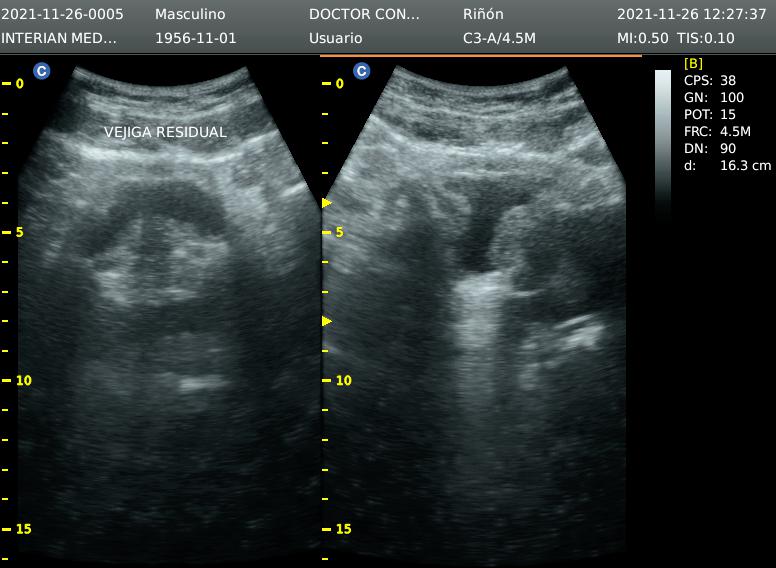 2021-11-26-0005 Masculino DOCTOR CON... Riñón 2021-11-26 12:27:37
INTERIAN MED... 1956-11-01 Usuario C3-A/4.5M MI:0.50 TIS:0.10
C
C
[B]
CPS: 38
GN: 100
POT: 15
FRC: 4.5M
DN: 90
d: 16.3 cm
VEJIGA RESIDUAL
0
5
10
15
0
5
10
15